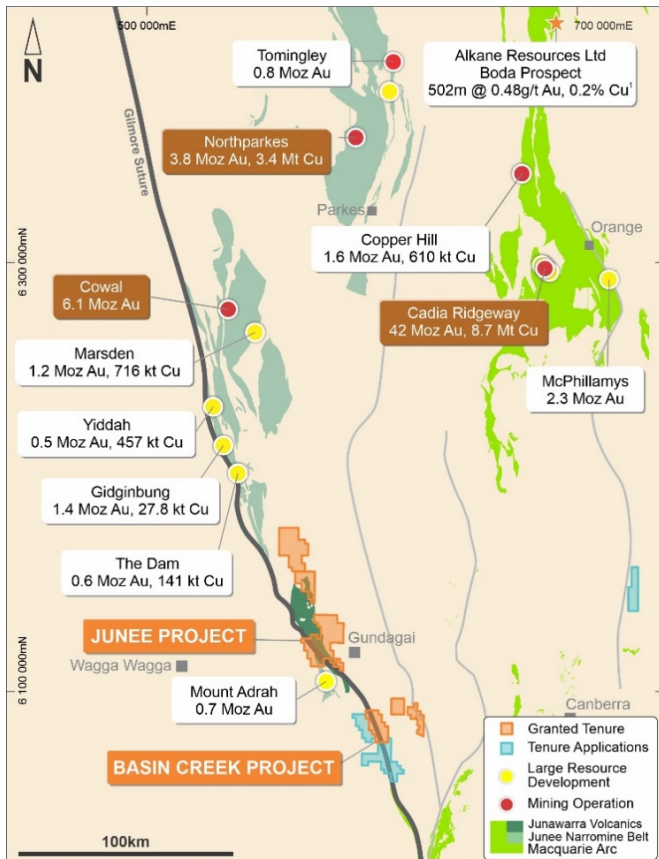 500 000mE
700 000mE
N
Tomingley
0.8 Moz Au
Alkane Resources Ltd
Boda Prospect
502m @ 0.48g/t Au, 0.2% Cu¹
Gilmore Suture
Northparkes
3.8 Moz Au, 3.4 Mt Cu
Parkes
Copper Hill
1.6 Moz Au, 610 kt Cu
Orange
6 300 000mN
Cowal
6.1 Moz Au
Cadia Ridgeway
42 Moz Au, 8.7 Mt Cu
Marsden
1.2 Moz Au, 716 kt Cu
McPhillamys
2.3 Moz Au
Yiddah
0.5 Moz Au, 457 kt Cu
Gidginbung
1.4 Moz Au, 27.8 kt Cu
The Dam
0.6 Moz Au, 141 kt Cu
JUNEE PROJECT
Gundagai
Wagga Wagga
6 100 000mN
Mount Adrah
0.7 Moz Au
Canberra
BASIN CREEK PROJECT
Granted Tenure
Tenure Applications
Large Resource
Development
Mining Operation
Junawarra Volcanics
Junee Narromine Belt
Macquarie Arc
100km